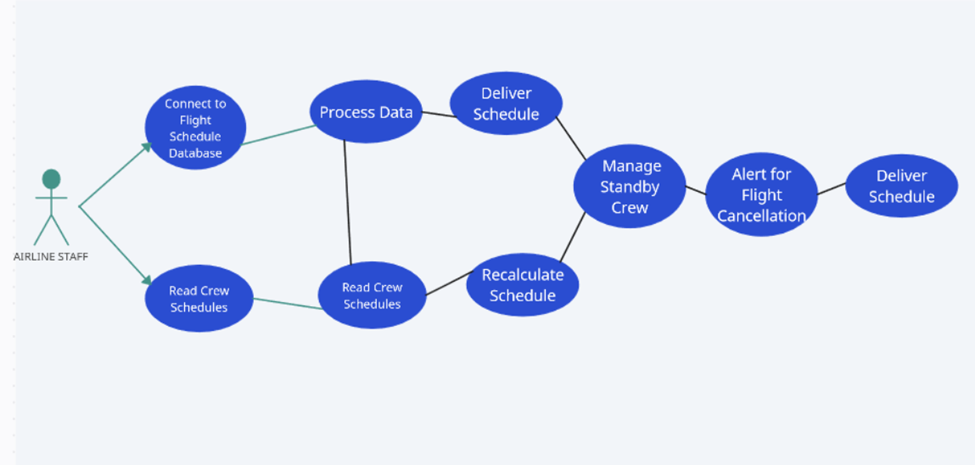 Connect to
Flight
Schedule
Database
Process Data
Deliver
Schedule
Manage
Standby
Crew
Alert for
Flight
Cancellation
Deliver
Schedule
AIRLINE STAFF
Read Crew
Schedules
Read Crew
Schedules
Recalculate
Schedule